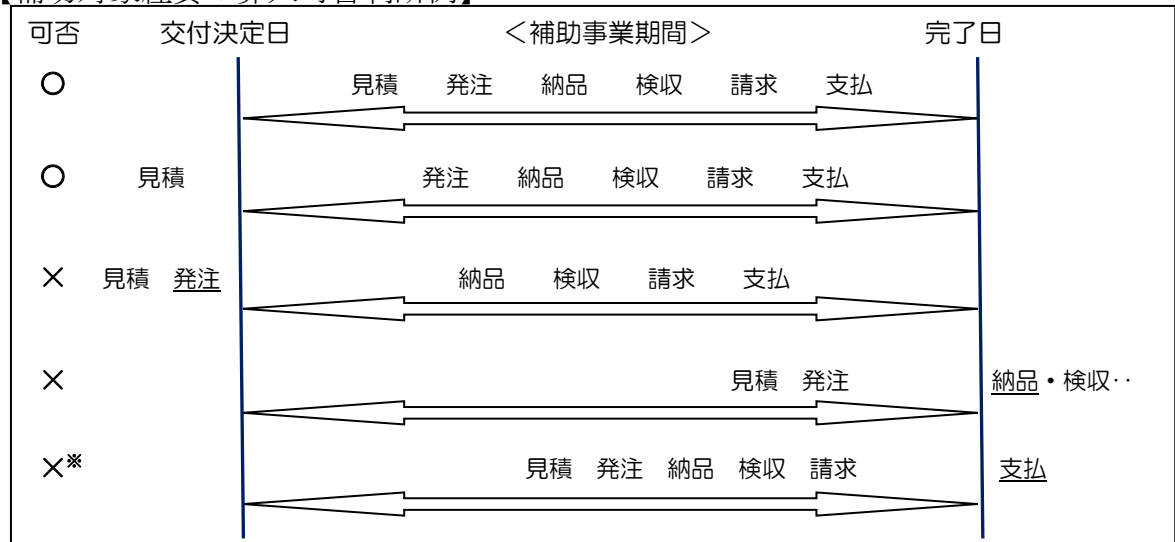 可否 交付決定日 <補助事業期間> 完了日
○ 見積 発注 納品 検収 請求 支払
○ 見積 発注 納品 検収 請求 支払
× 見積 発注 納品 検収 請求 支払
× 見積 発注 納品・検収‥
×※ 見積 発注 納品 検収 請求 支払